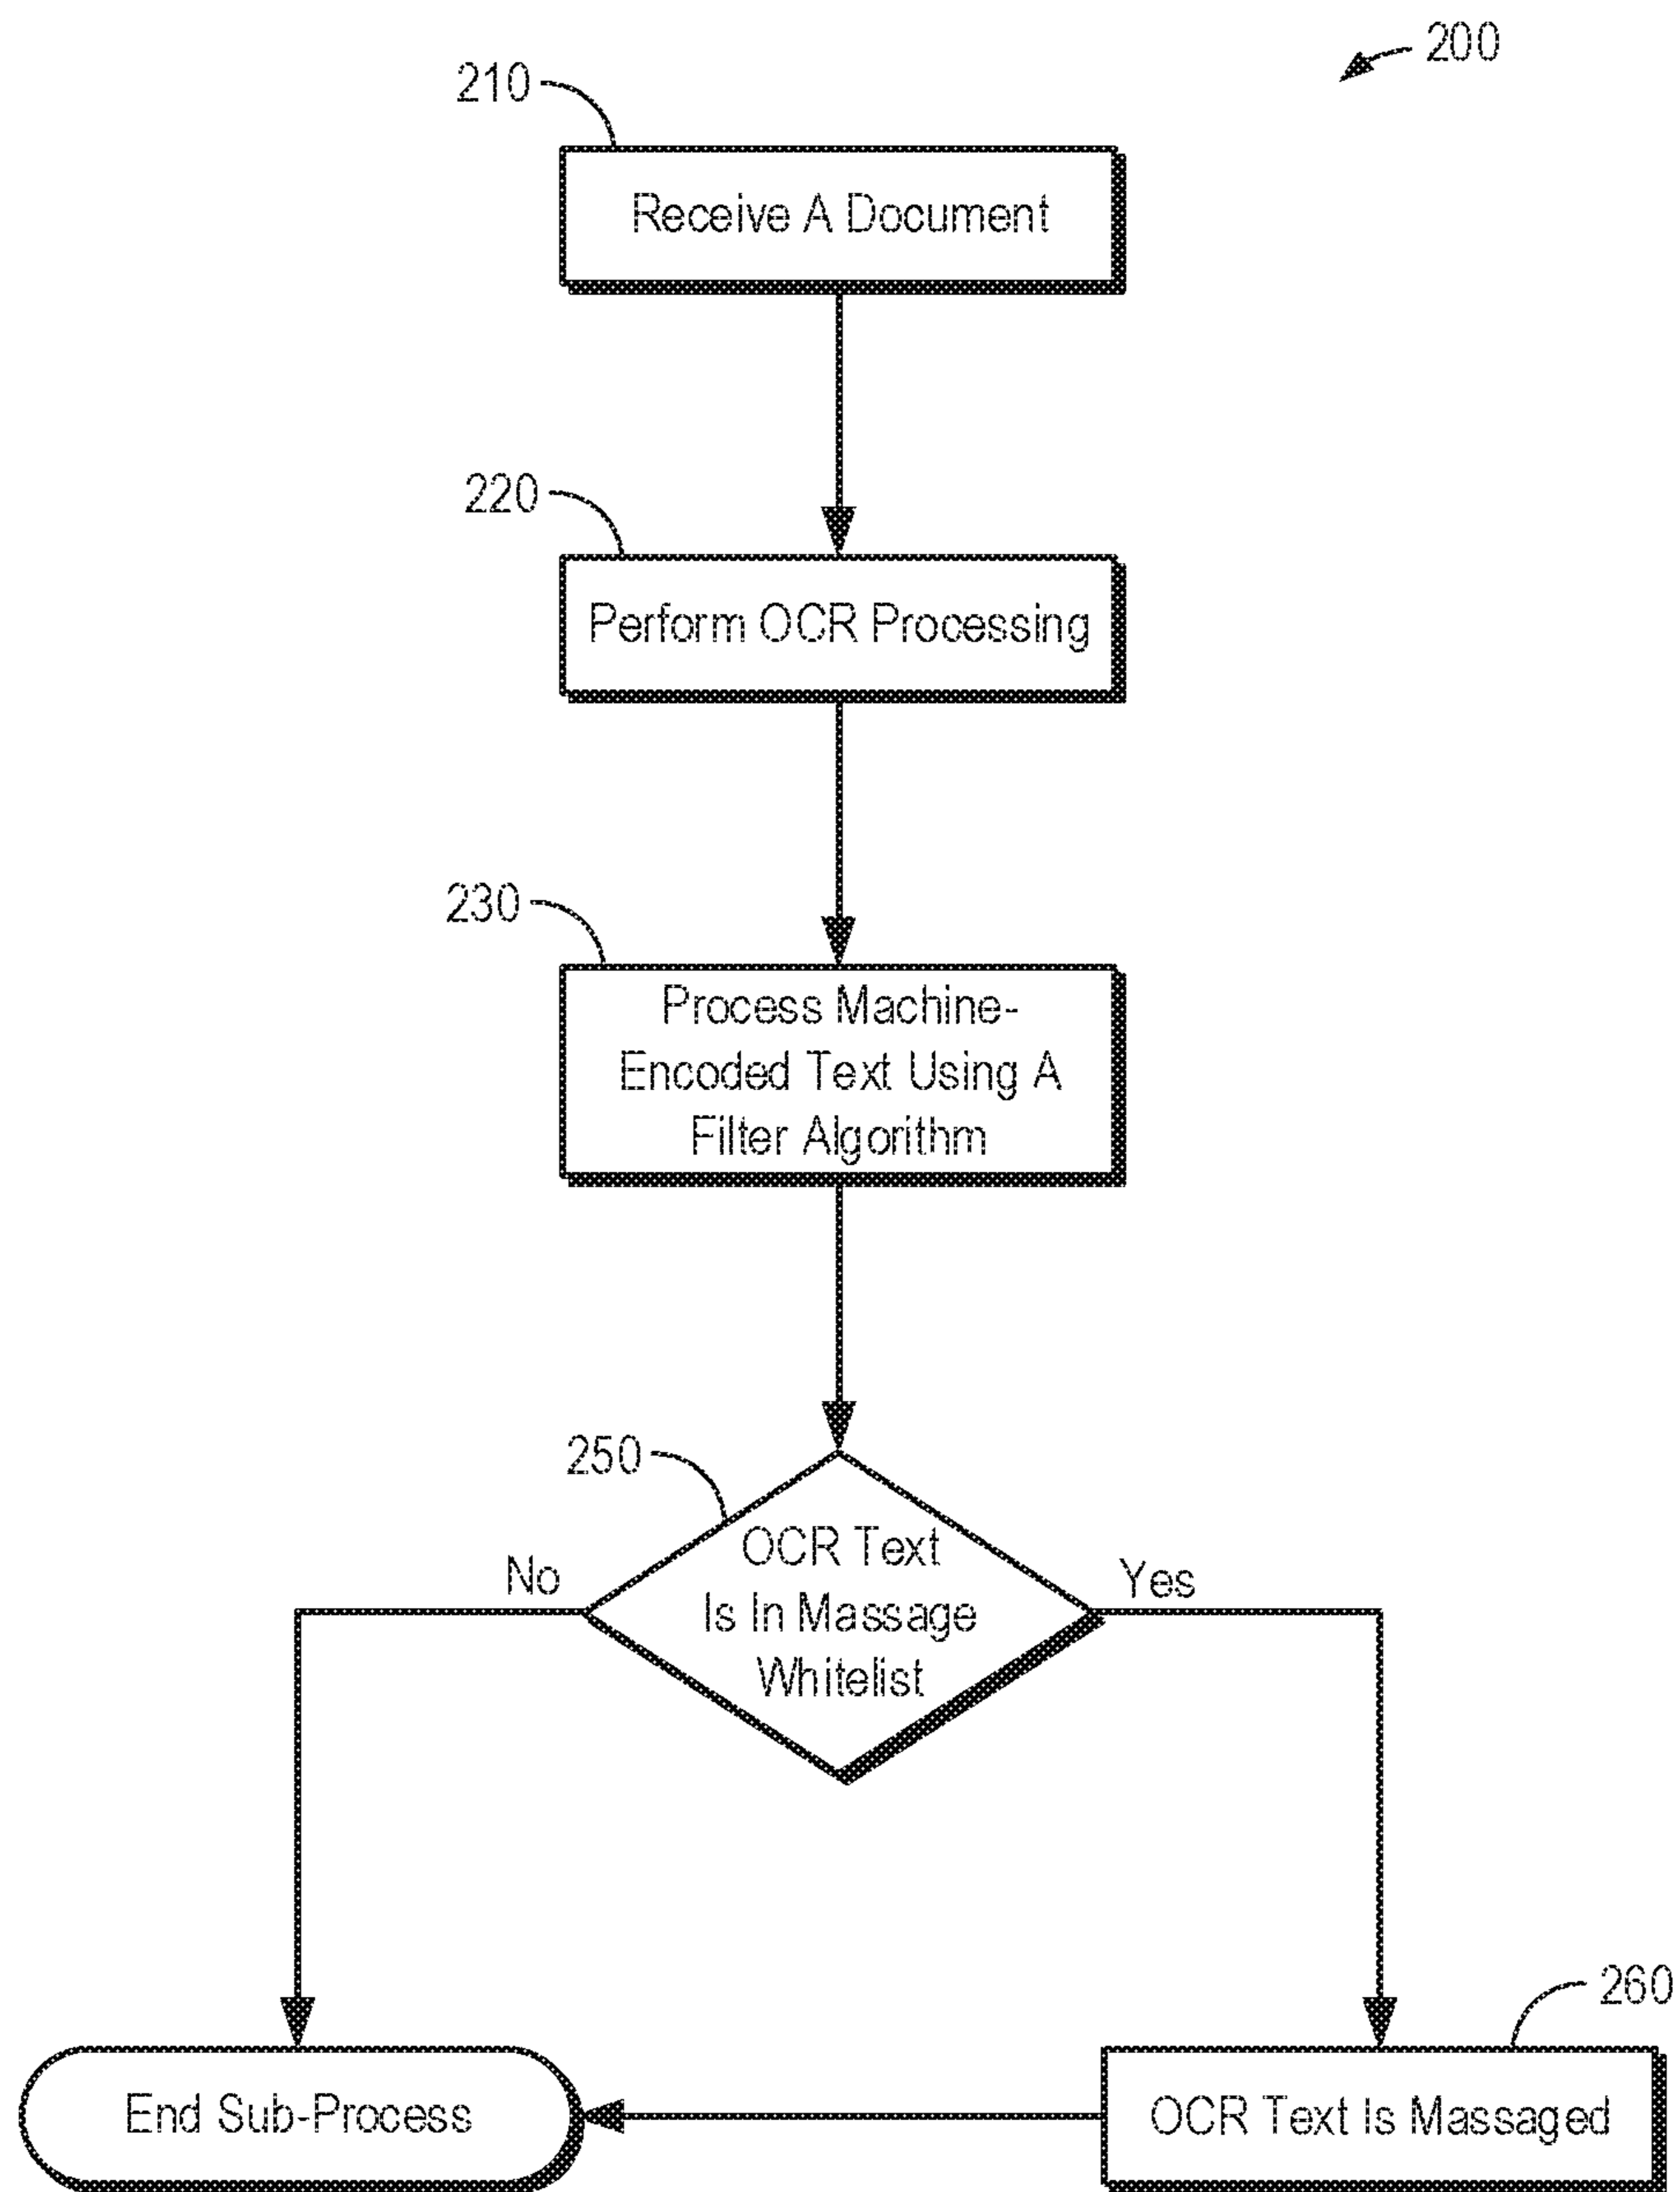 200
210
Receive A Document
220
Perform OCR Processing
230
Process Machine-
Encoded Text Using A
Filter Algorithm
250
OCR Text
Is In Massage
Whitelist
No
Yes
260
End Sub-Process
OCR Text Is Massaged